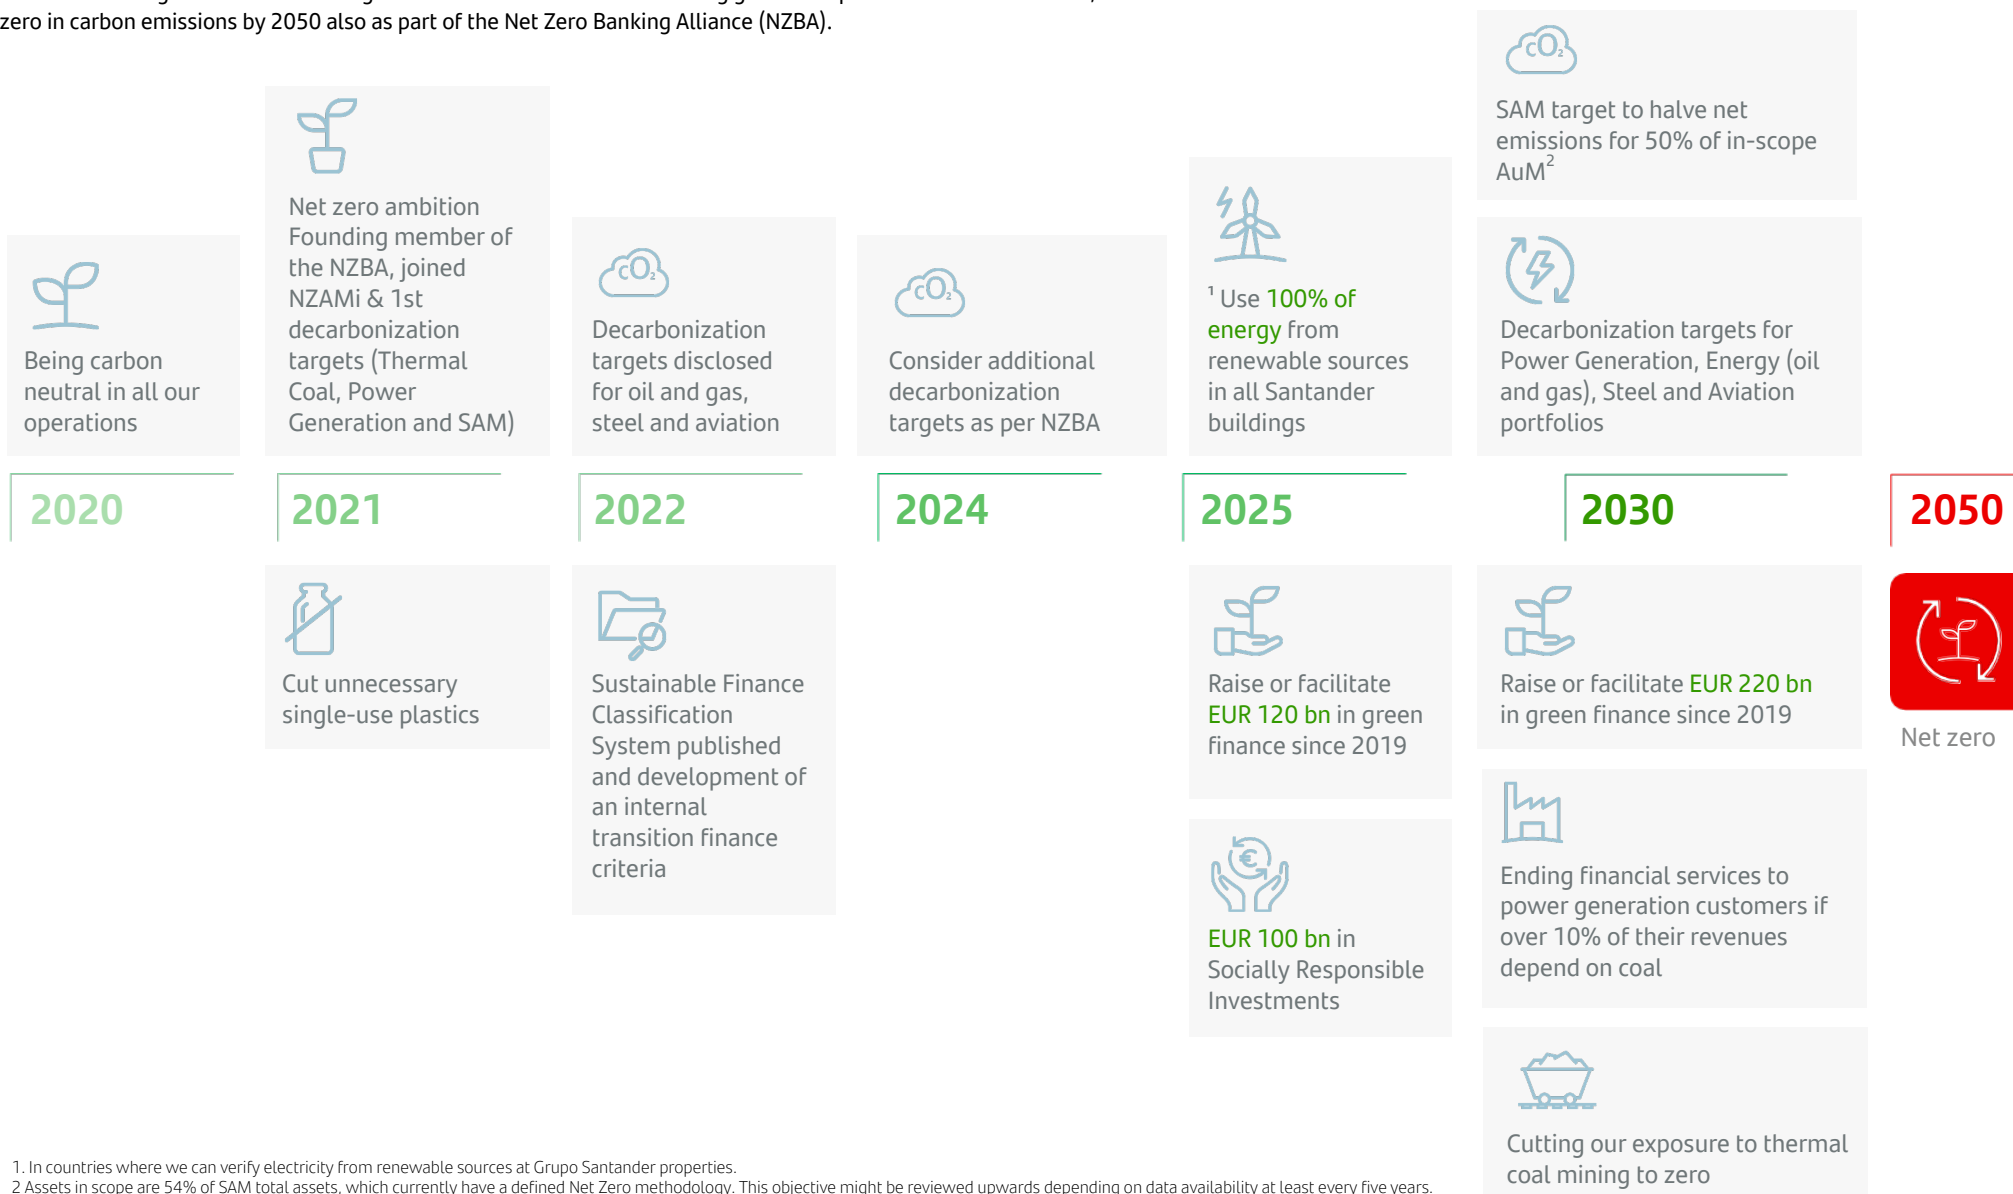 zero in carbon emissions by 2050 also as part of the Net Zero Banking Alliance (NZBA).
Being carbon
neutral in all our
operations
Net zero ambition
Founding member of
the NZBA, joined
NZAMi & 1st
decarbonization
targets (Thermal
Coal, Power
Generation and SAM)
CO2
Decarbonization
targets disclosed
for oil and gas,
steel and aviation
CO2
Consider additional
decarbonization
targets as per NZBA
¹ Use 100% of
energy from
renewable sources
in all Santander
buildings
CO2
SAM target to halve net
emissions for 50% of in-scope
AuM²
Decarbonization targets for
Power Generation, Energy (oil
and gas), Steel and Aviation
portfolios
2020
2021
2022
2024
2025
2030
2050
Cut unnecessary
single-use plastics
Sustainable Finance
Classification
System published
and development of
an internal
transition finance
criteria
Raise or facilitate
EUR 120 bn in green
finance since 2019
€
EUR 100 bn in
Socially Responsible
Investments
Raise or facilitate EUR 220 bn
in green finance since 2019
Ending financial services to
power generation customers if
over 10% of their revenues
depend on coal
Cutting our exposure to thermal
coal mining to zero
Net zero
1. In countries where we can verify electricity from renewable sources at Grupo Santander properties.
2 Assets in scope are 54% of SAM total assets, which currently have a defined Net Zero methodology. This objective might be reviewed upwards depending on data availability at least every five years.